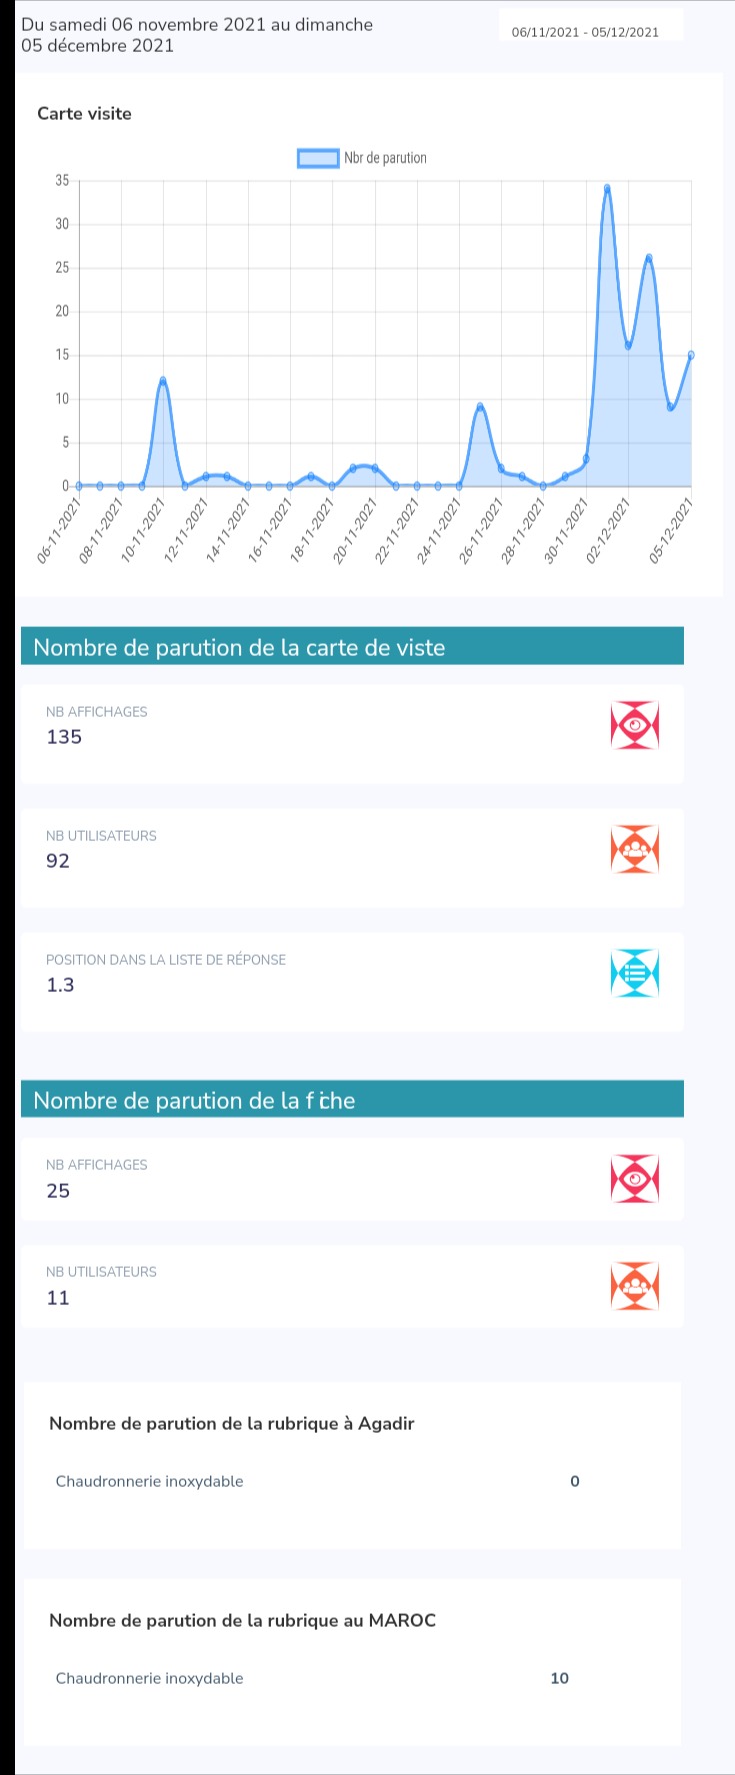 Du samedi 06 novembre 2021 au dimanche
05 décembre 2021
06/11/2021 - 05/12/2021
Carte visite
Nbr de parution
35
30
25
20
15
10
5
0
06-11-2021
08-11-2021
10-11-2021
12-11-2021
14-11-2021
16-11-2021
18-11-2021
20-11-2021
22-11-2021
24-11-2021
26-11-2021
28-11-2021
30-11-2021
02-12-2021
05-12-2021
Nombre de parution de la carte de viste
NB AFFICHAGES
135
NB UTILISATEURS
92
POSITION DANS LA LISTE DE RÉPONSE
1.3
Nombre de parution de la fiche
NB AFFICHAGES
25
NB UTILISATEURS
11
Nombre de parution de la rubrique à Agadir
Chaudronnerie inoxydable 0
Nombre de parution de la rubrique au MAROC
Chaudronnerie inoxydable 10